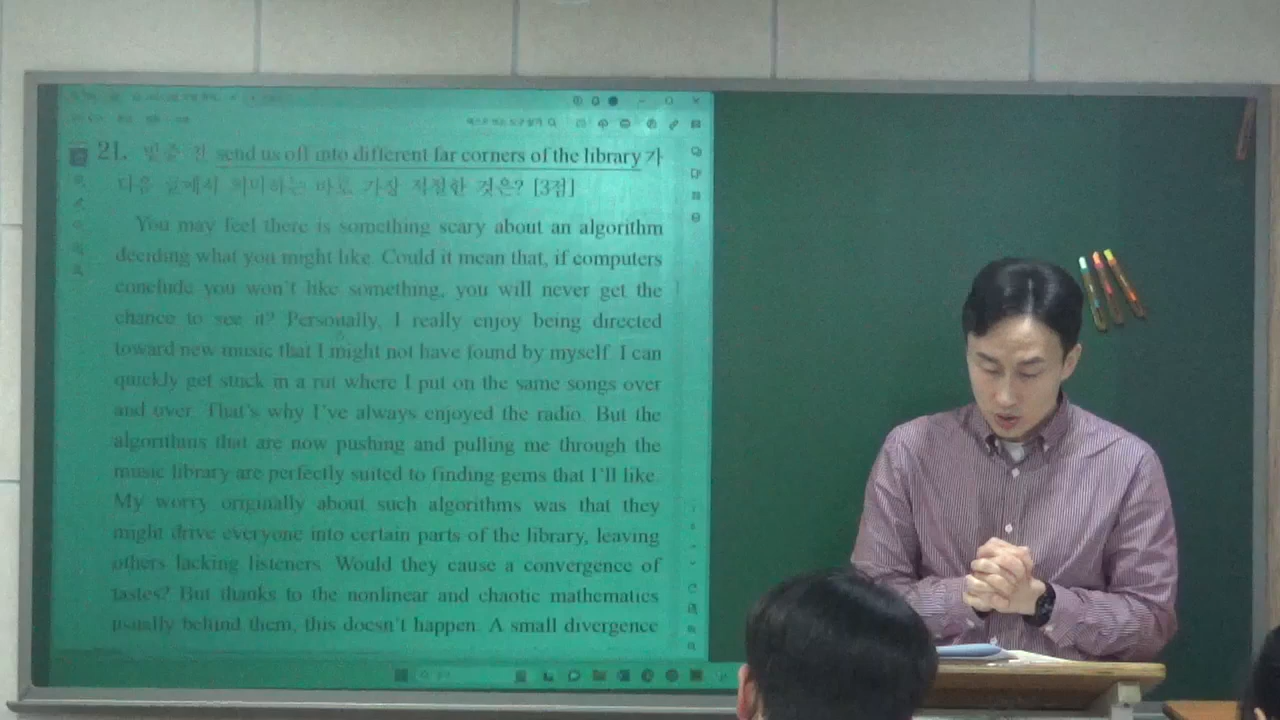 21. 밑줄 친 send us off into different far corners of the library가
다음 글에서 의미하는 바로 가장 적절한 것은? [3점]
You may feel there is something scary about an algorithm
deciding what you might like. Could it mean that, if computers
conclude you won't like something, you will never get the
chance to see it? Personally, I really enjoy being directed
toward new music that I might not have found by myself. I can
quickly get stuck in a rut where I put on the same songs over
and over. That's why I've always enjoyed the radio. But the
algorithms that are now pushing and pulling me through the
music library are perfectly suited to finding gems that I'll like.
My worry originally about such algorithms was that they
might drive everyone into certain parts of the library, leaving
others lacking listeners. Would they cause a convergence of
tastes? But thanks to the nonlinear and chaotic mathematics
usually behind them, this doesn't happen. A small divergence